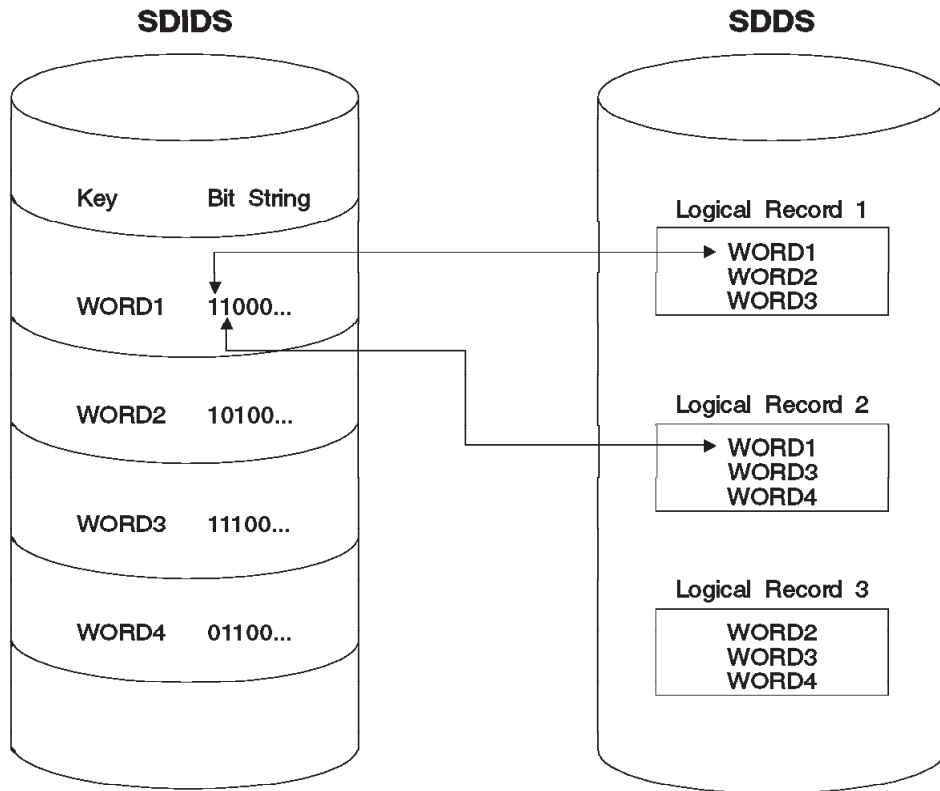 SDIDS
SDDS
Key Bit String
WORD1 11000...
WORD2 10100...
WORD3 11100...
WORD4 01100...
Logical Record 1
WORD1
WORD2
WORD3
Logical Record 2
WORD1
WORD3
WORD4
Logical Record 3
WORD2
WORD3
WORD4